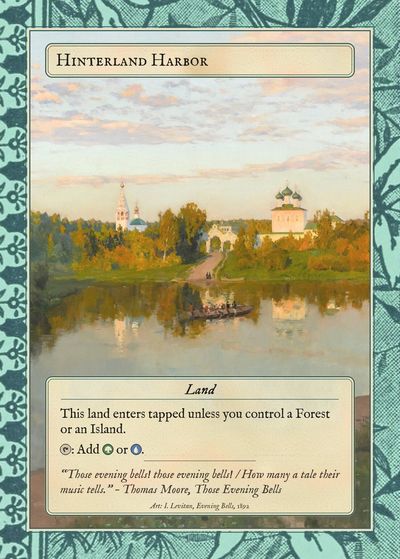 Hinterland Harbor
Land
This land enters tapped unless you control a Forest
or an Island.
: Add or .
“Those evening bells! those evening bells! / How many a tale their
music tells.” – Thomas Moore, Those Evening Bells
Art: I. Levitan, Evening Bells, 1892